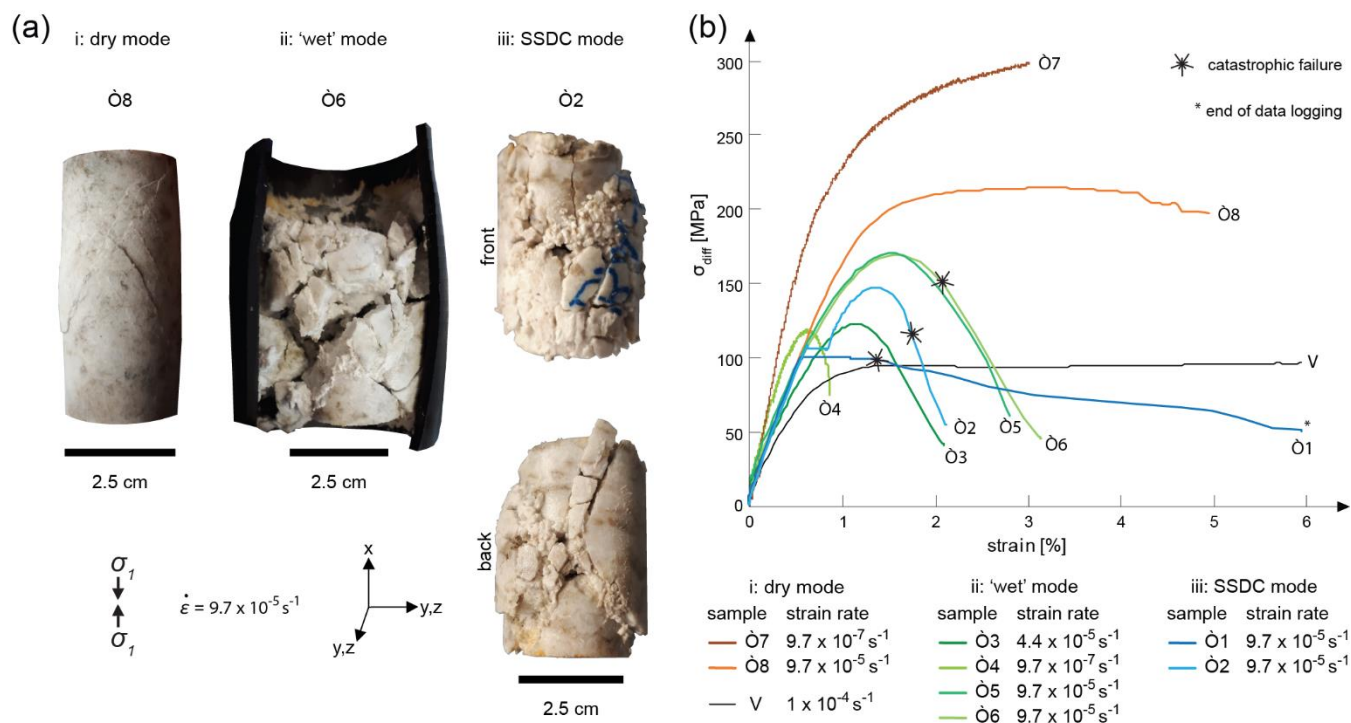 (a)
i: dry mode
ii: 'wet' mode
iii: SSDC mode
Ò8
Ò6
Ò2
front
back
2.5 cm
2.5 cm
2.5 cm
σ1
σ1
ε̇ = 9.7 x 10⁻⁵ s⁻¹
x
y,z
y,z
(b)
300
250
200
150
100
50
0
σdiff [MPa]
0 1 2 3 4 5 6
strain [%]
catastrophic failure
* end of data logging
Ò7
Ò8
V
Ò4
Ò2
Ò5
Ò6
Ò3
*
Ò1
i: dry mode
sample strain rate
Ò7 9.7 x 10⁻⁷ s⁻¹
Ò8 9.7 x 10⁻⁵ s⁻¹
V 1 x 10⁻⁴ s⁻¹
ii: 'wet' mode
sample strain rate
Ò3 4.4 x 10⁻⁵ s⁻¹
Ò4 9.7 x 10⁻⁷ s⁻¹
Ò5 9.7 x 10⁻⁵ s⁻¹
Ò6 9.7 x 10⁻⁵ s⁻¹
iii: SSDC mode
sample strain rate
Ò1 9.7 x 10⁻⁵ s⁻¹
Ò2 9.7 x 10⁻⁵ s⁻¹